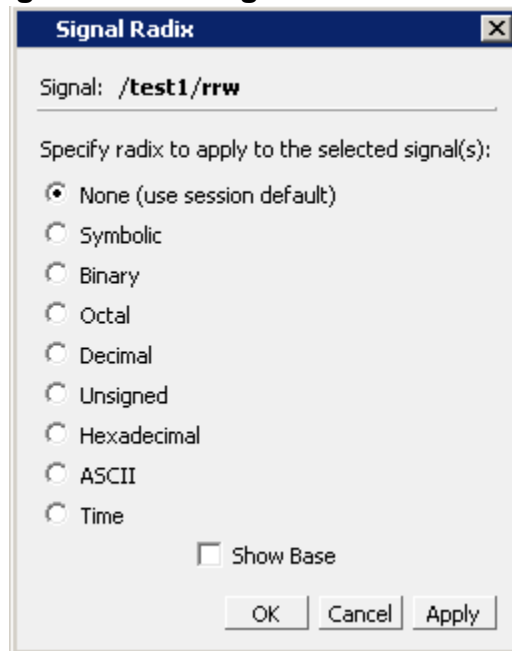 Signal Radix
Signal: /test1/rrw
Specify radix to apply to the selected signal(s):
None (use session default)
Symbolic
Binary
Octal
Decimal
Unsigned
Hexadecimal
ASCII
Time
Show Base
OK Cancel Apply